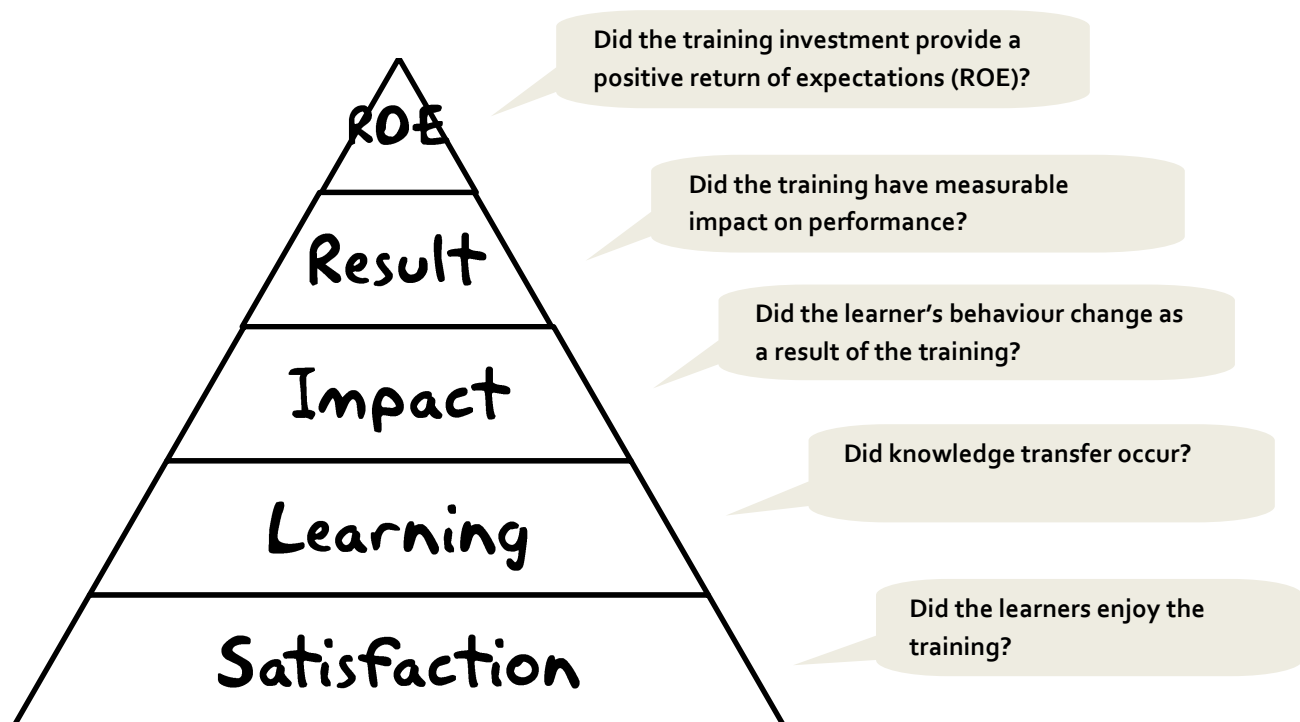 Did the training investment provide a
positive return of expectations (ROE)?
ROE
Did the training have measurable
impact on performance?
Result
Did the learner’s behaviour change as
a result of the training?
Impact
Did knowledge transfer occur?
Learning
Did the learners enjoy the
training?
Satisfaction